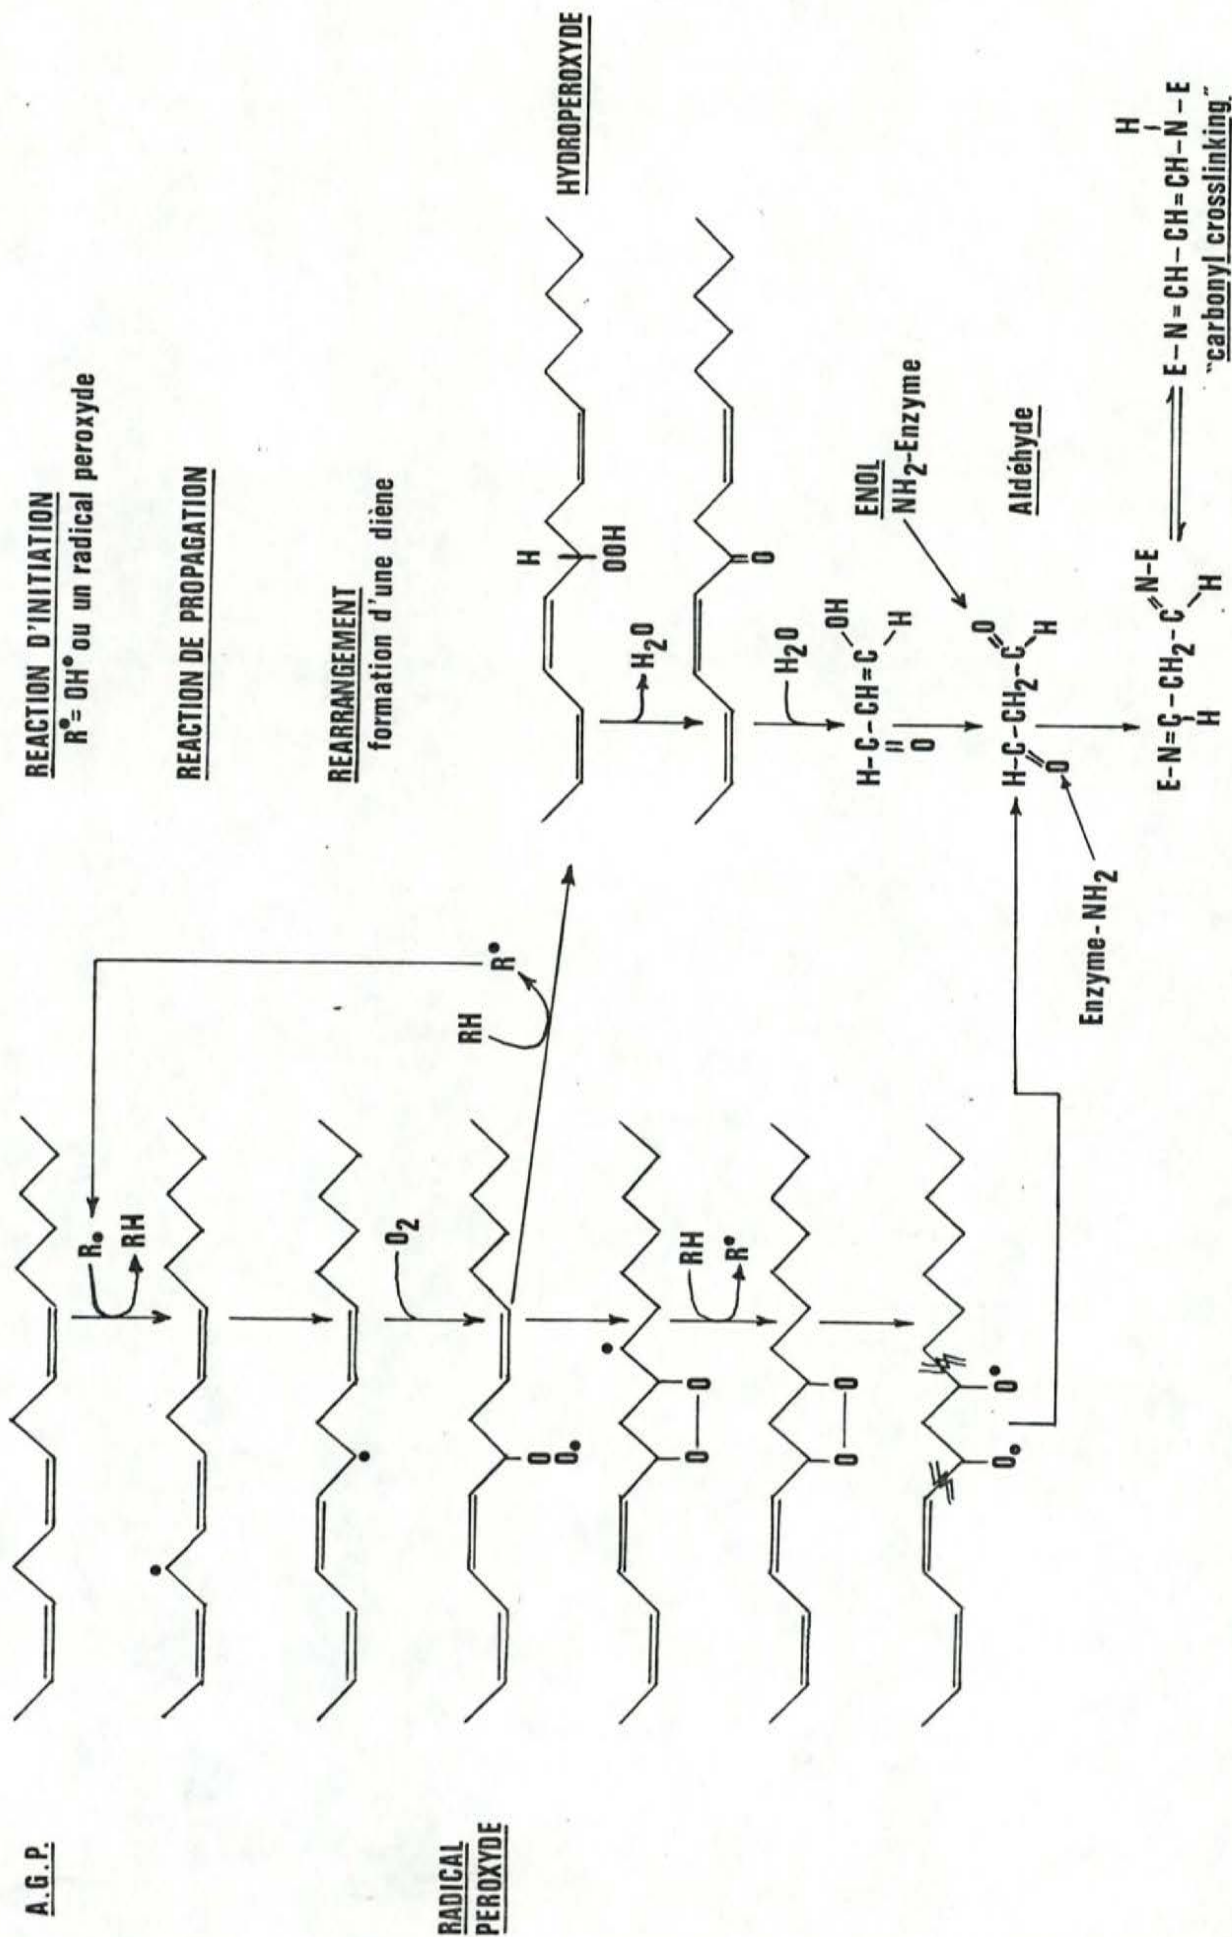 A.G.P.
REACTION D'INITIATION
R•= OH• ou un radical peroxyde
R•
RH
REACTION DE PROPAGATION
REARRANGEMENT
formation d'une diène
O2
RADICAL
PEROXYDE
O
O•
RH
R•
HYDROPEROXYDE
H
OOH
H2O
O
O—O
RH
R•
O—O
H2O
H-C-CH=C
OH
H
O
ENOL
NH2-Enzyme
O•
O•
H-C-CH2-C
O
H
O
Aldéhyde
Enzyme-NH2
E-N=C-CH2-C
N-E
H
H
H
E-N=CH-CH=CH-N-E
"carbonyl crosslinking"